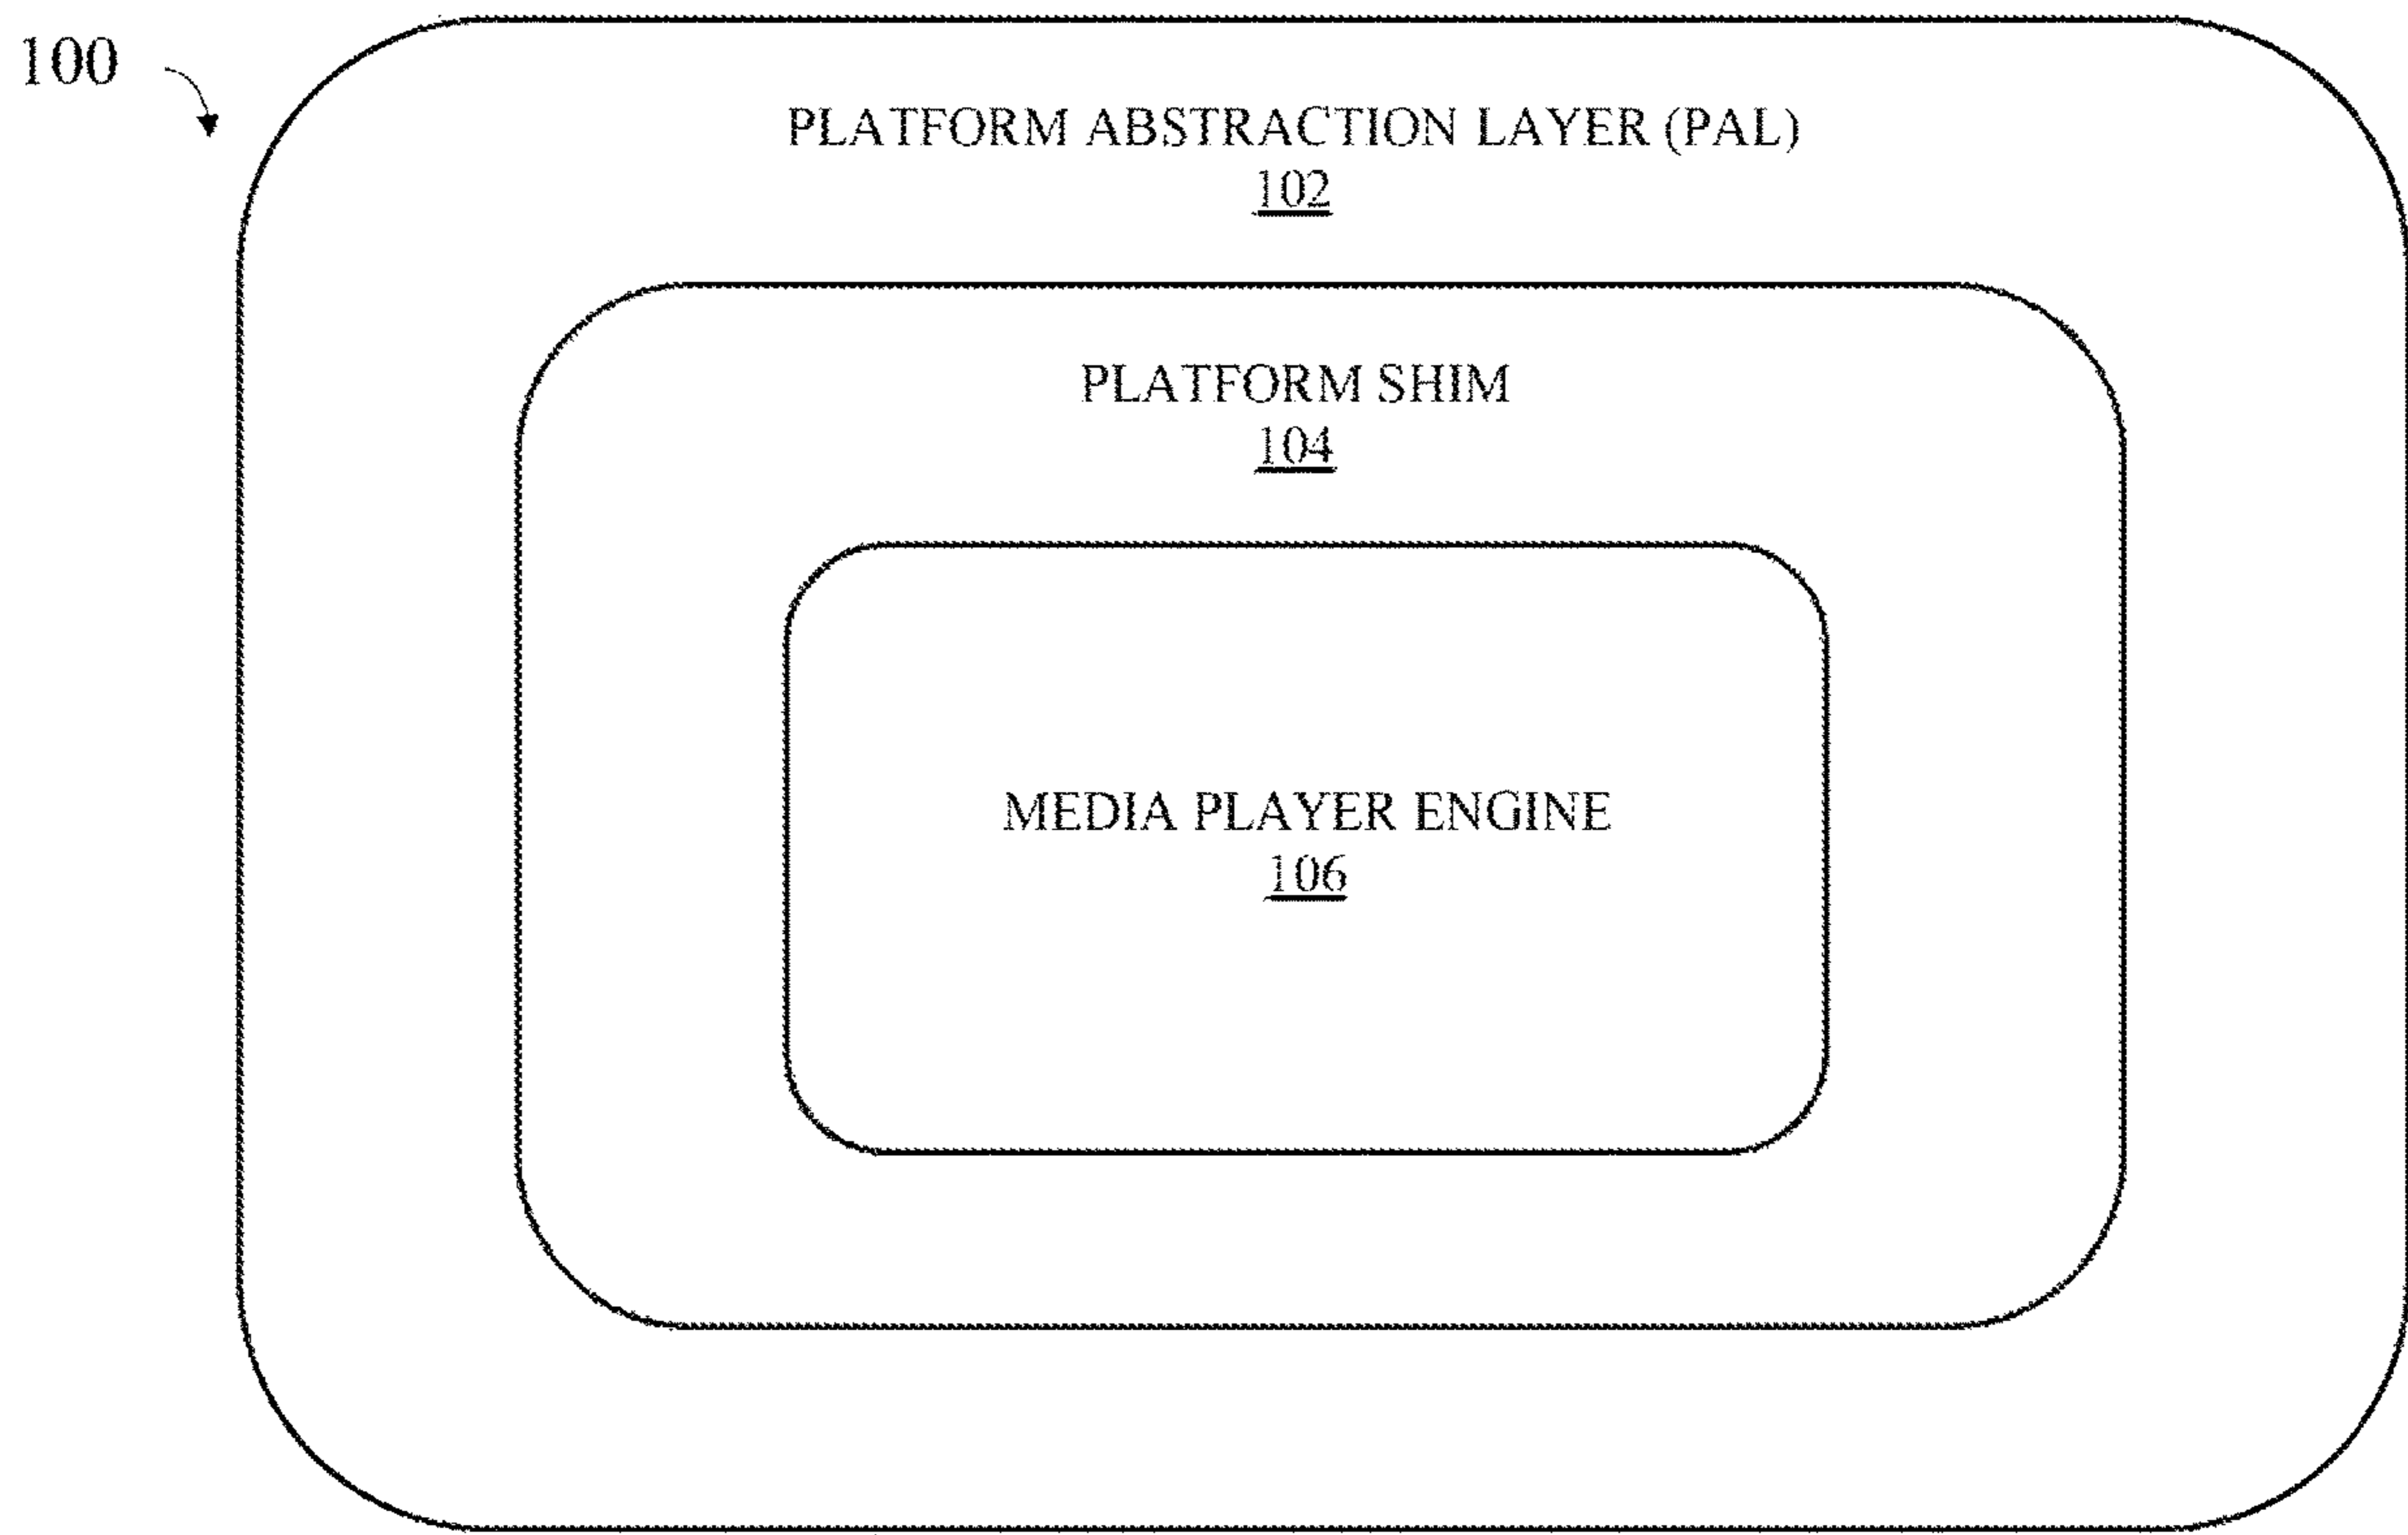 100
PLATFORM ABSTRACTION LAYER (PAL)
102
PLATFORM SHIM
104
MEDIA PLAYER ENGINE
106